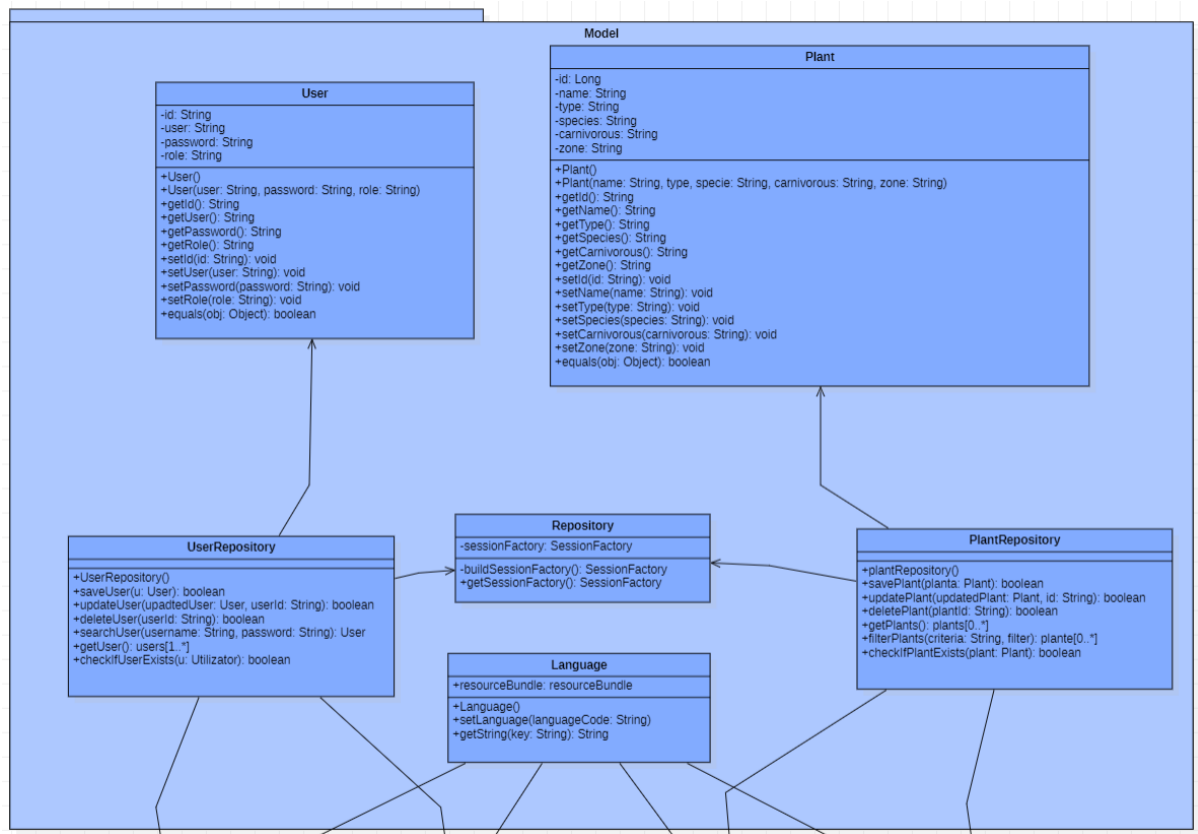 Model
User
-id: String
-user: String
-password: String
-role: String
+User()
+User(user: String, password: String, role: String)
+getId(): String
+getUser(): String
+getPassword(): String
+getRole(): String
+setId(id: String): void
+setUser(user: String): void
+setPassword(password: String): void
+setRole(role: String): void
+equals(obj: Object): boolean
Plant
-id: Long
-name: String
-type: String
-species: String
-carnivorous: String
-zone: String
+Plant()
+Plant(name: String, type, specie: String, carnivorous: String, zone: String)
+getId(): String
+getName(): String
+getType(): String
+getSpecies(): String
+getCarnivorous(): String
+getZone(): String
+setId(id: String): void
+setName(name: String): void
+setType(type: String): void
+setSpecies(species: String): void
+setCarnivorous(carnivorous: String): void
+setZone(zone: String): void
+equals(obj: Object): boolean
UserRepository
+UserRepository()
+saveUser(u: User): boolean
+updateUser(upadtedUser: User, userId: String): boolean
+deleteUser(userId: String): boolean
+searchUser(username: String, password: String): User
+getUser(): users[1..*]
+checkIfUserExists(u: Utilizator): boolean
Repository
-sessionFactory: SessionFactory
-buildSessionFactory(): SessionFactory
+getSessionFactory(): SessionFactory
PlantRepository
+plantRepository()
+savePlant(planta: Plant): boolean
+updatePlant(updatedPlant: Plant, id: String): boolean
+deletePlant(plantId: String): boolean
+getPlants(): plants[0..*]
+filterPlants(criteria: String, filter): plante[0..*]
+checkIfPlantExists(plant: Plant): boolean
Language
+resourceBundle: resourceBundle
+Language()
+setLanguage(languageCode: String)
+getString(key: String): String